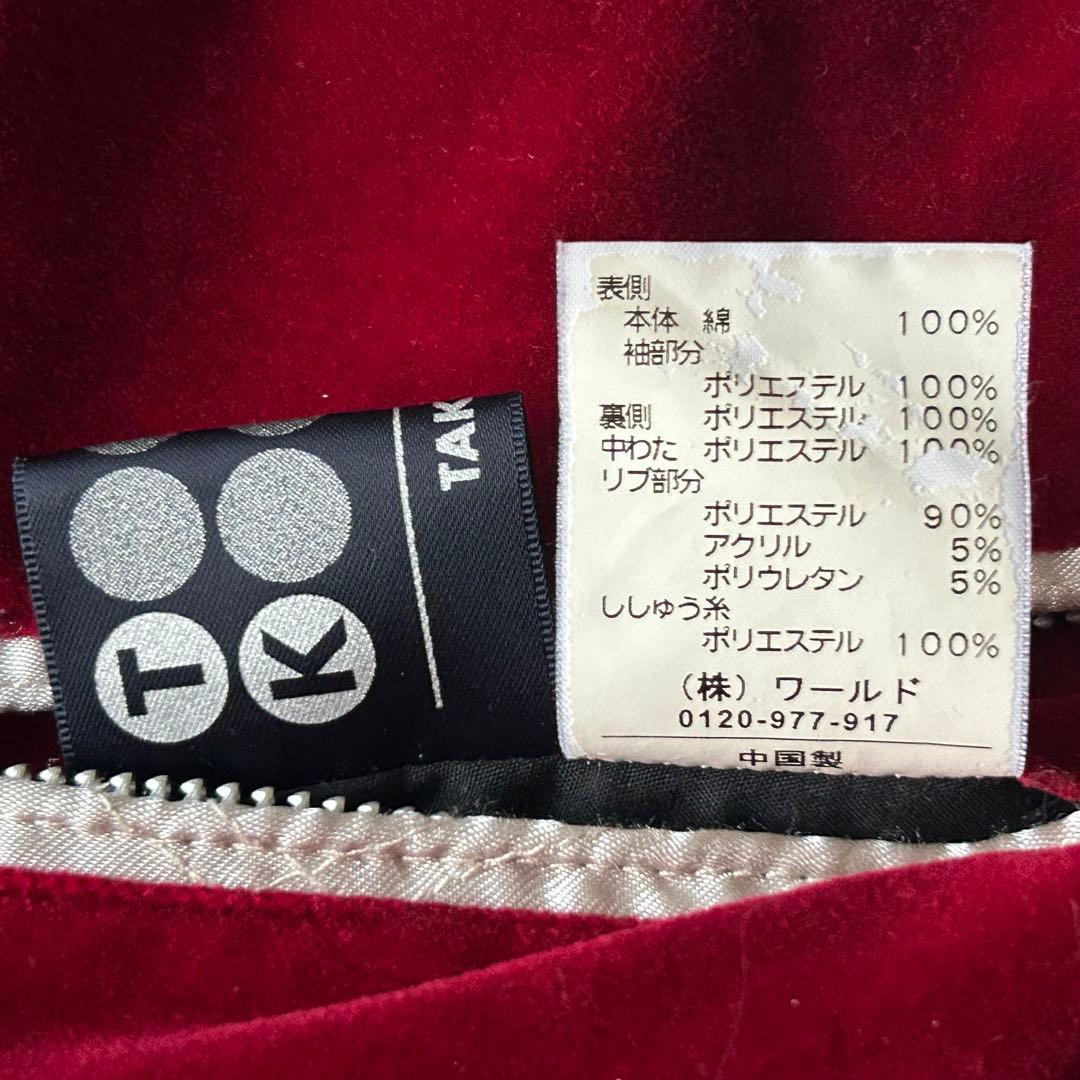 T
K
TAK
表側
本体 綿 100%
袖部分
ポリエステル 100%
裏側 ポリエステル 100%
中わた ポリエステル 100%
リブ部分
ポリエステル 90%
アクリル 5%
ポリウレタン 5%
ししゅう糸
ポリエステル 100%
(株) ワールド
0120-977-917
中国製